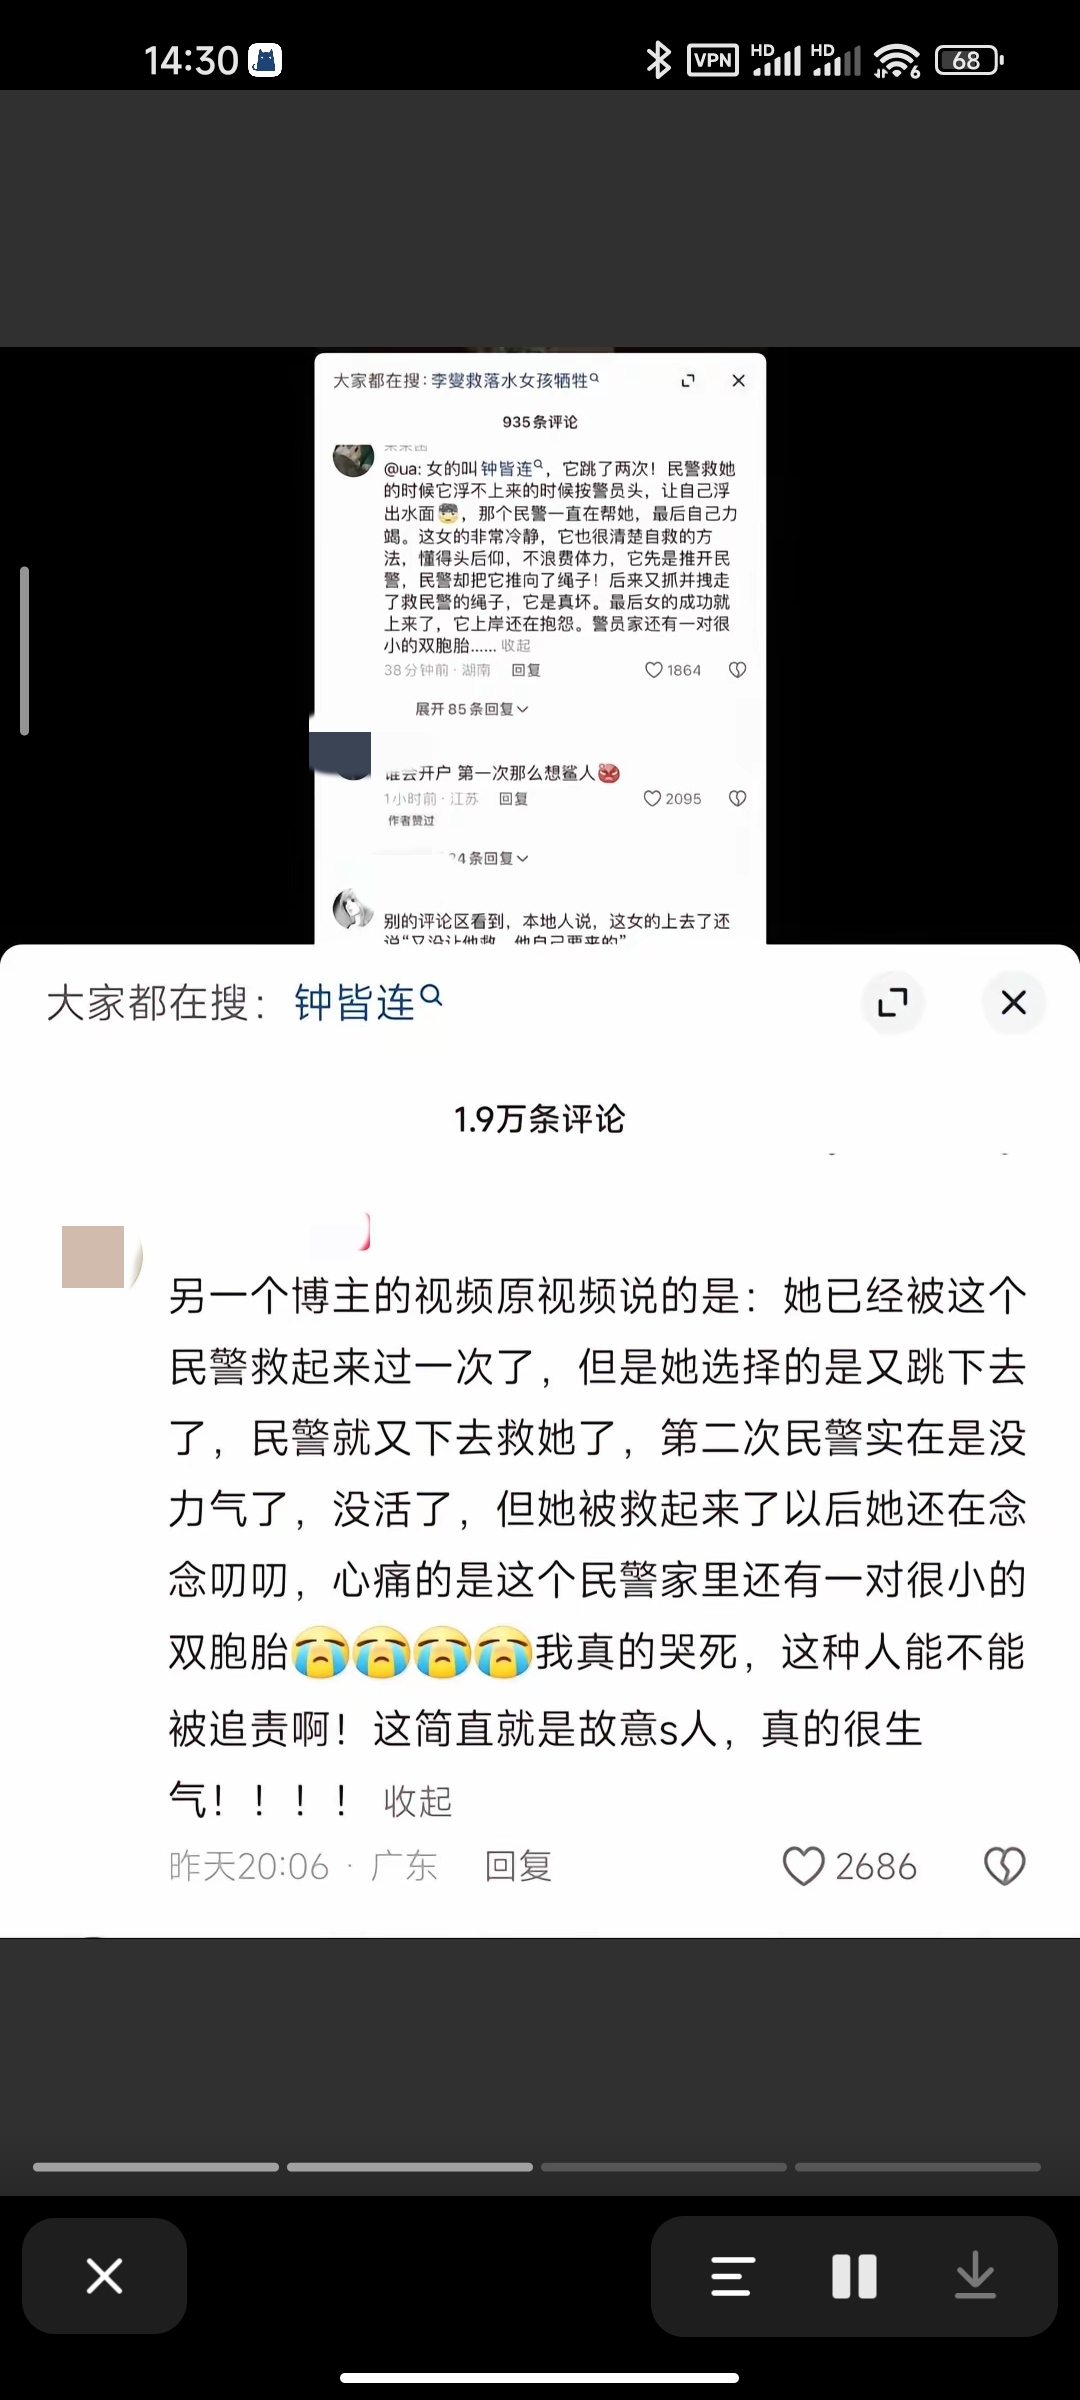 14:30
VPN HD HD 6 68
大家都在搜：李燮救落水女孩牺牲
935条评论
@ua: 女的叫钟皆连，它跳了两次！民警救她
的时候它浮不上来的时候按警员头，让自己浮
出水面，那个民警一直在帮她，最后自己力
竭。这女的非常冷静，它也很清楚自救的方
法，懂得头后仰，不浪费体力，它先是推开民
警，民警却把它推向了绳子！后来又抓并拽走
了救民警的绳子，它是真坏。最后女的成功就
上来了，它上岸还在抱怨。警员家还有一对很
小的双胞胎...... 收起
38分钟前 · 湖南 回复 1864
展开85条回复
谁会开户 第一次那么想鲨人
1小时前 · 江苏 回复 2095
作者赞过
4条回复
别的评论区看到，本地人说，这女的上去了还
说“又没让他救，他自己要来的”
大家都在搜：钟皆连
1.9万条评论
另一个博主的视频原视频说的是：她已经被这个
民警救起来过一次了，但是她选择的是又跳下去
了，民警就又下去救她了，第二次民警实在是没
力气了，没活了，但她被救起来了以后她还在念
念叨叨，心痛的是这个民警家里还有一对很小的
双胞胎😭😭😭😭我真的哭死，这种人能不能
被追责啊！这简直就是故意s人，真的很生
气！！！！ 收起
昨天20:06 · 广东 回复 2686